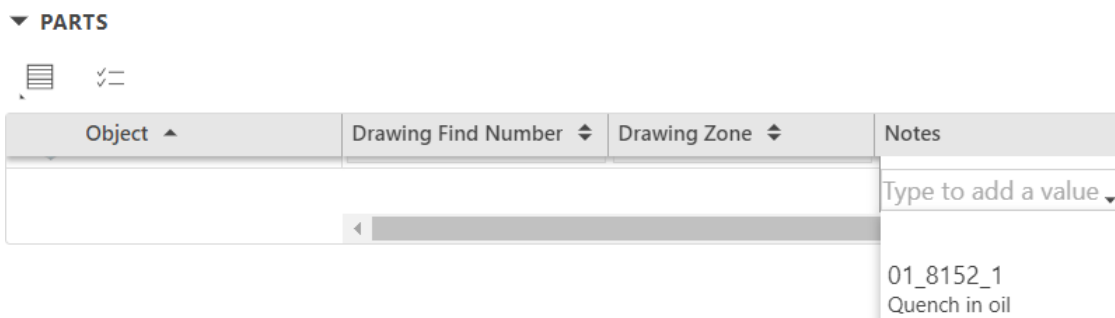 PARTS
Object Drawing Find Number Drawing Zone Notes
Type to add a value
01_8152_1
Quench in oil